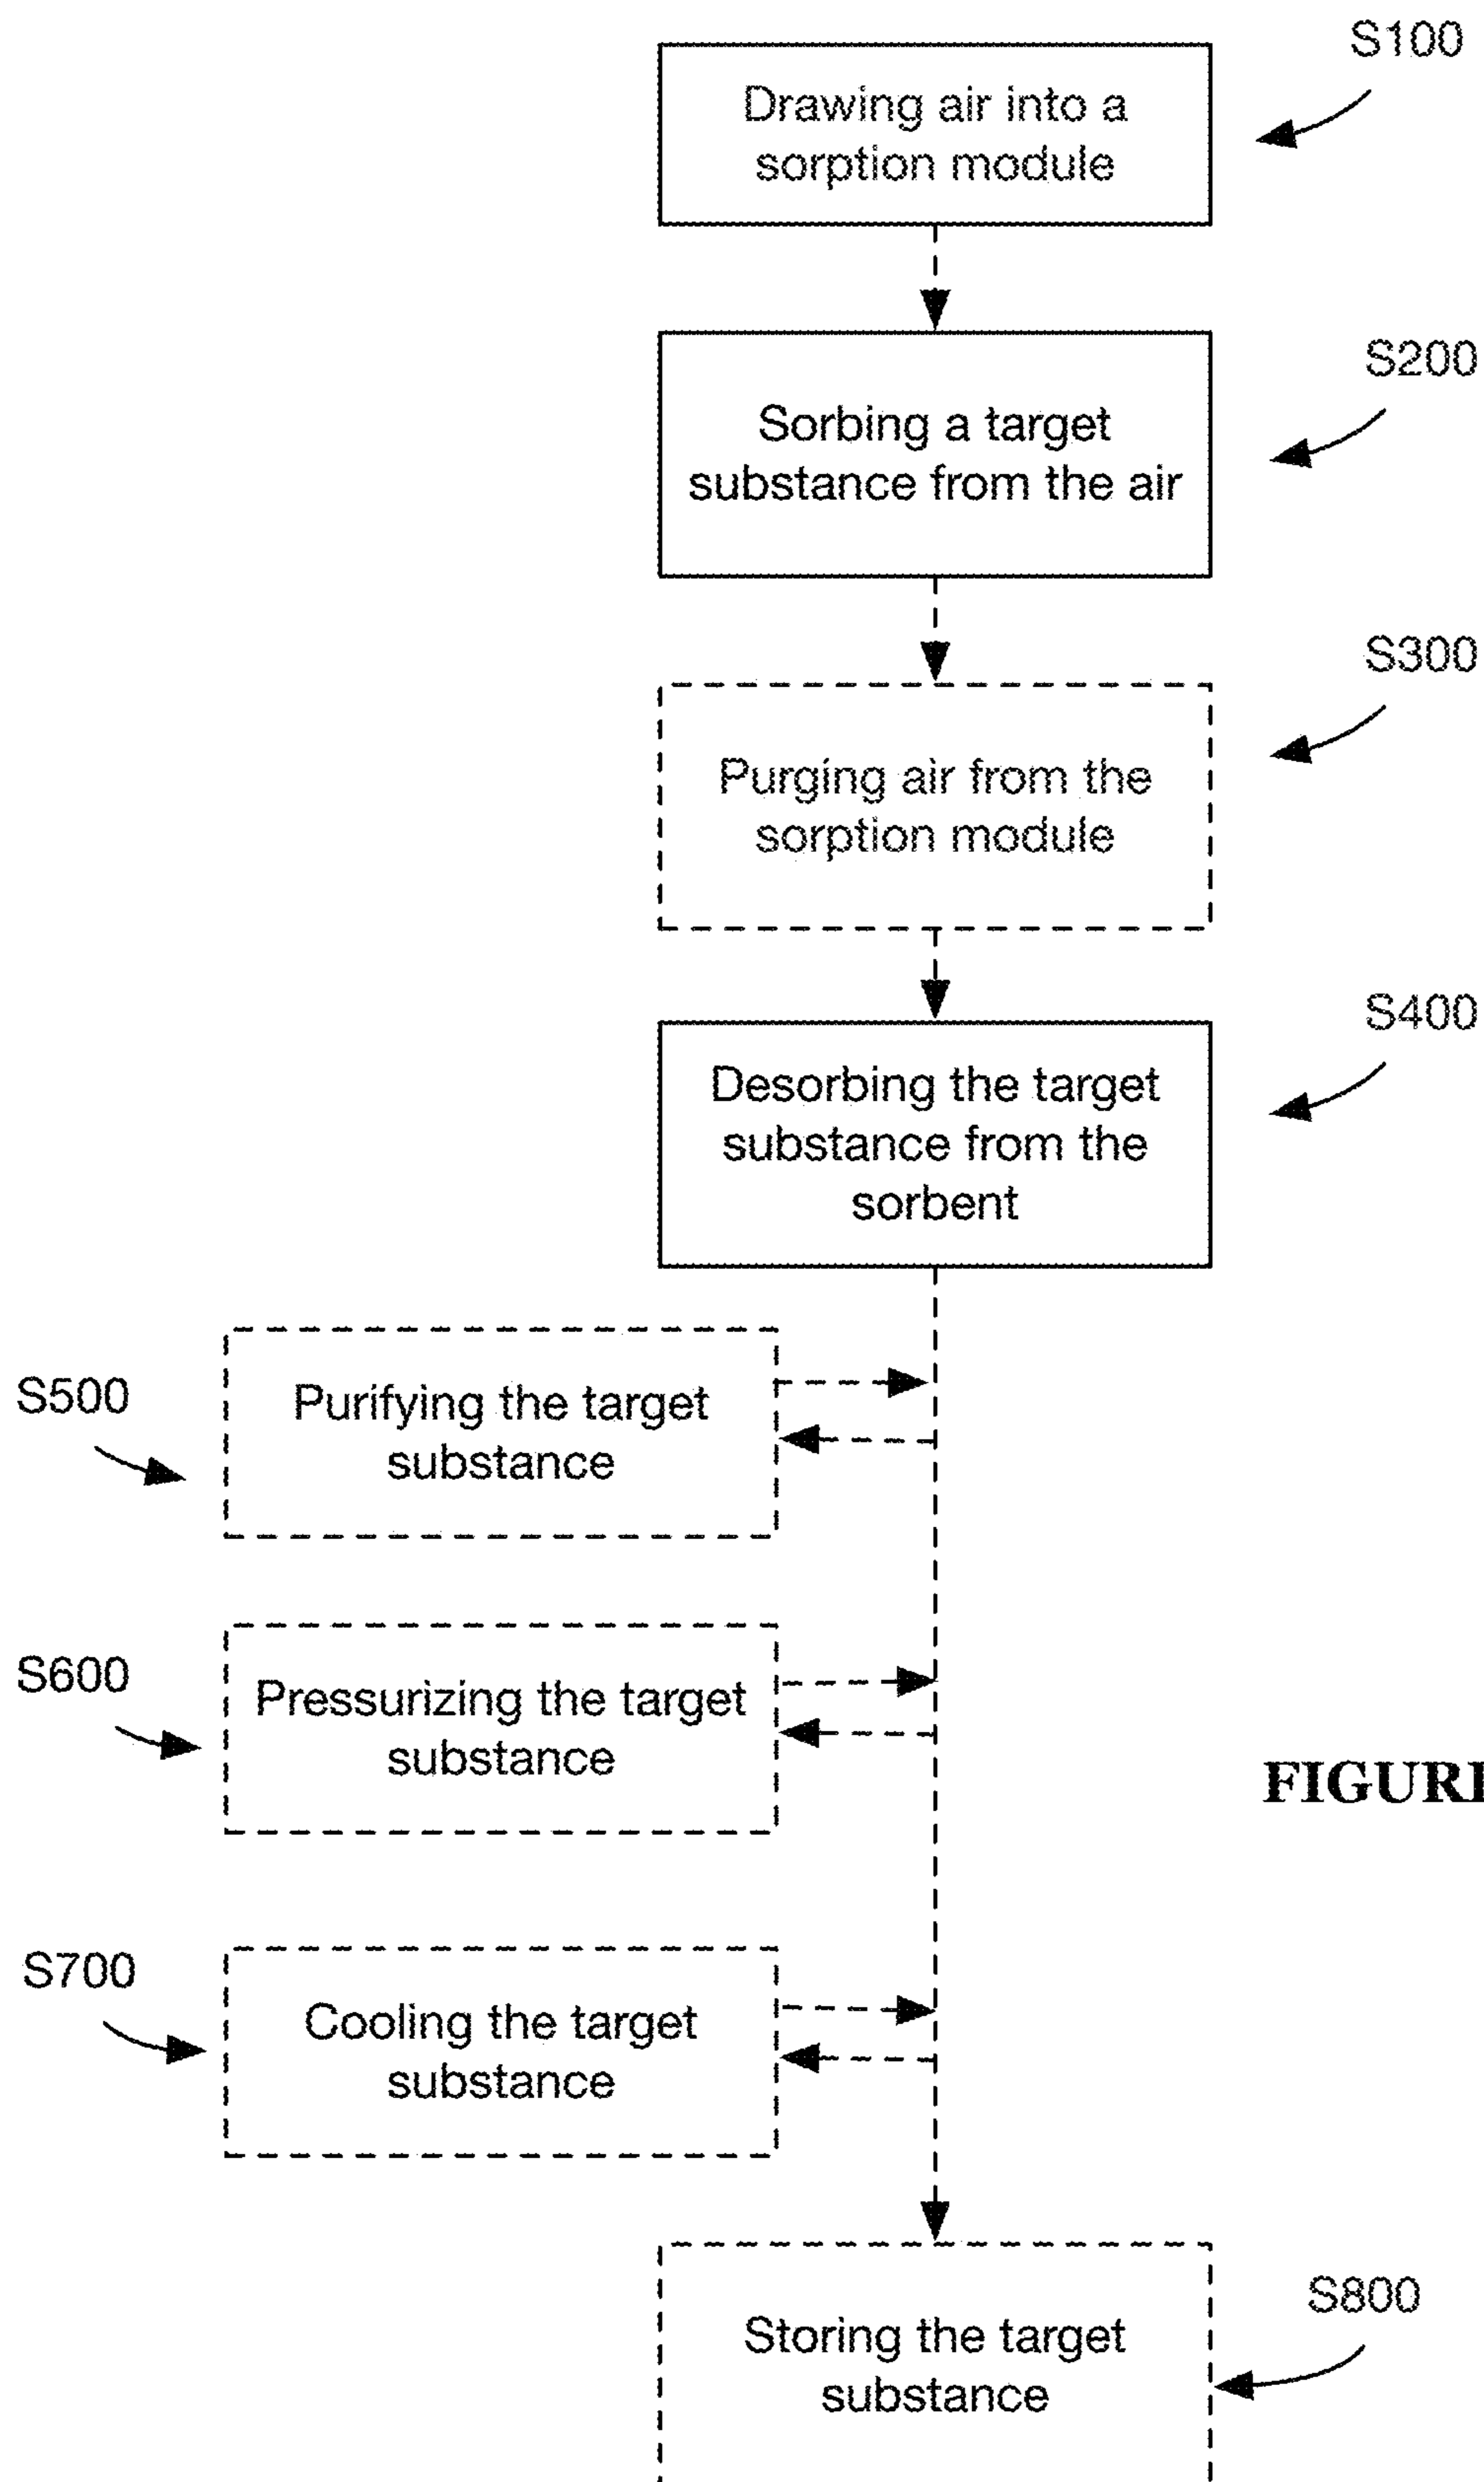 S100
Drawing air into a
sorption module
S200
Sorbing a target
substance from the air
S300
Purging air from the
sorption module
S400
Desorbing the target
substance from the
sorbent
S500
Purifying the target
substance
S600
Pressurizing the target
substance
FIGURE
S700
Cooling the target
substance
S800
Storing the target
substance